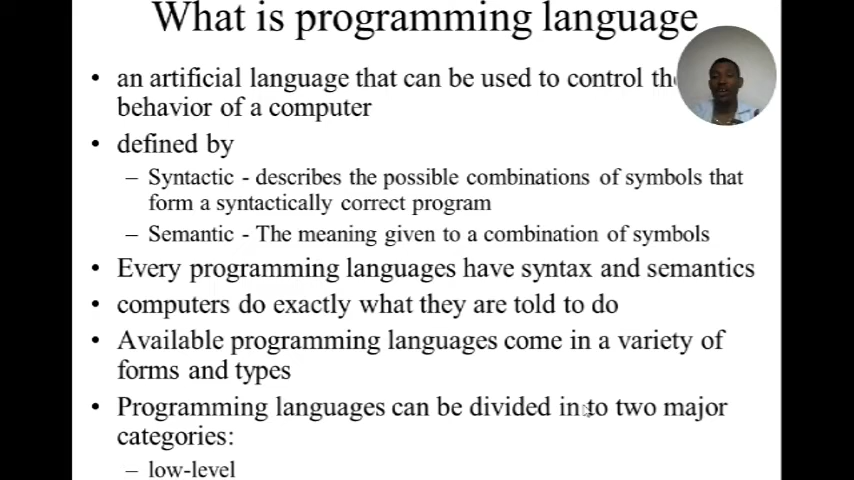 What is programming language
• an artificial language that can be used to control the
behavior of a computer
• defined by
– Syntactic - describes the possible combinations of symbols that
form a syntactically correct program
– Semantic - The meaning given to a combination of symbols
• Every programming languages have syntax and semantics
• computers do exactly what they are told to do
• Available programming languages come in a variety of
forms and types
• Programming languages can be divided in to two major
categories:
– low-level